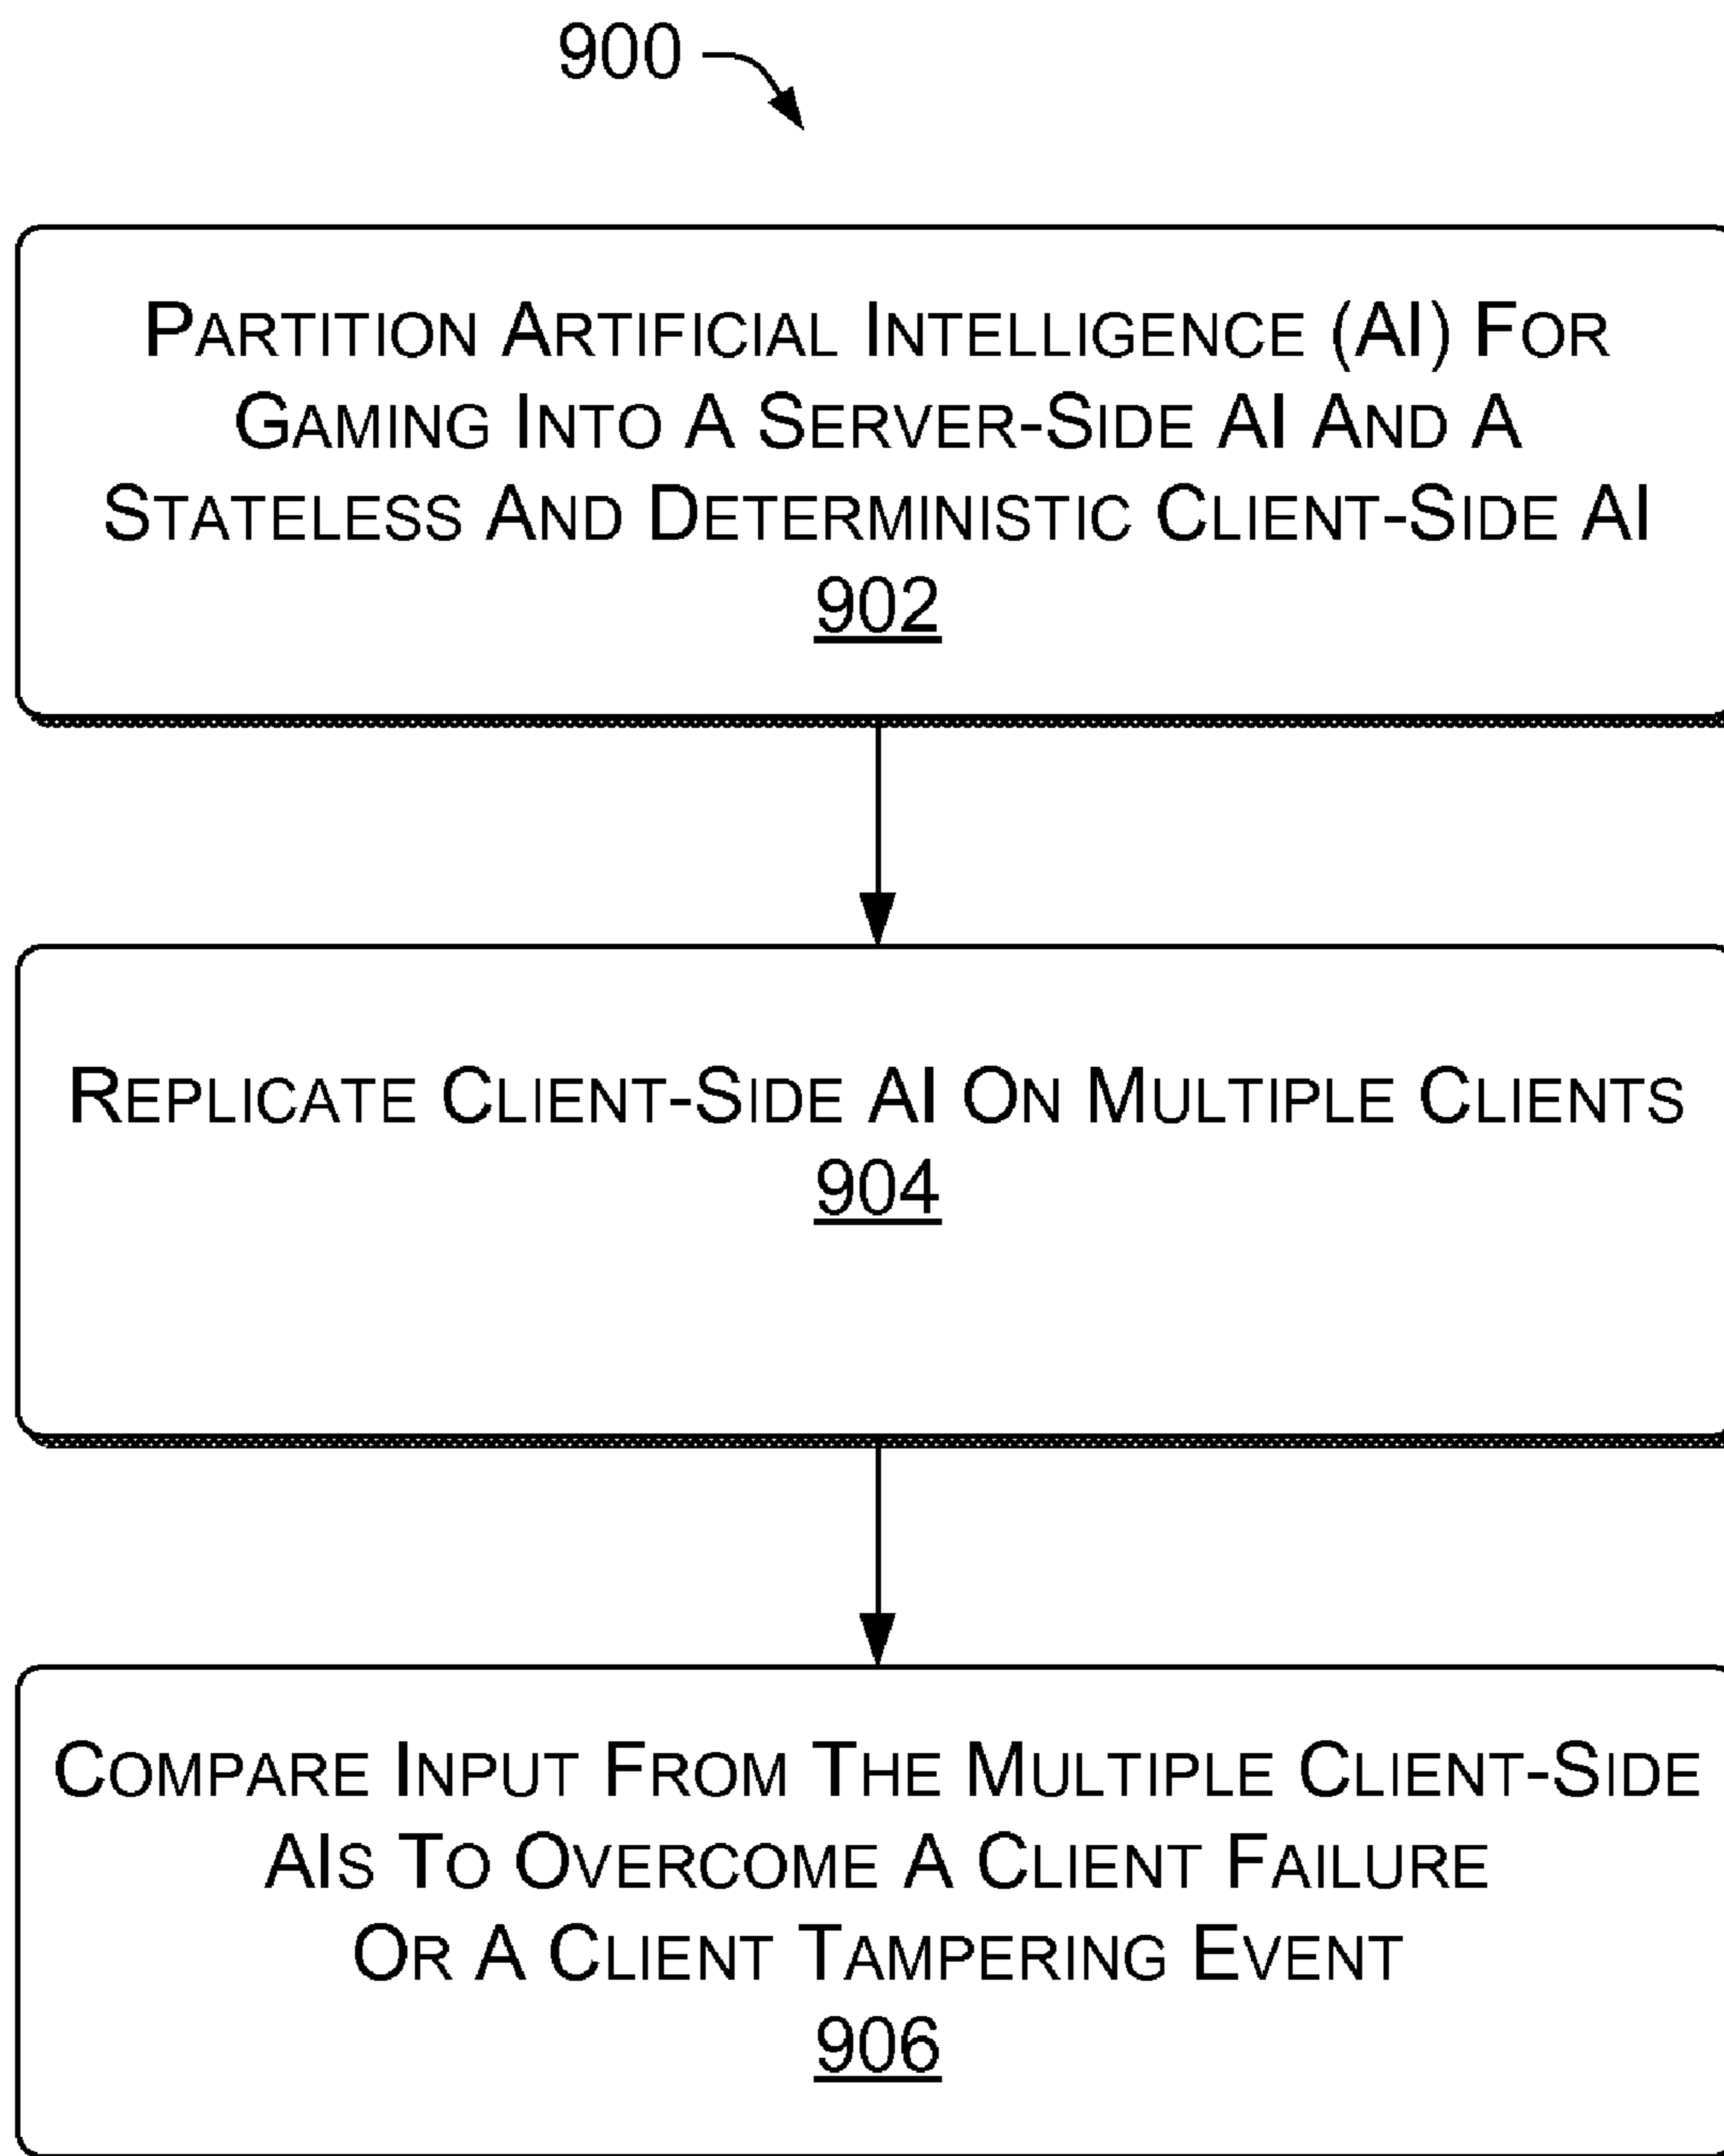 900
PARTITION ARTIFICIAL INTELLIGENCE (AI) FOR
GAMING INTO A SERVER-SIDE AI AND A
STATELESS AND DETERMINISTIC CLIENT-SIDE AI
902
REPLICATE CLIENT-SIDE AI ON MULTIPLE CLIENTS
904
COMPARE INPUT FROM THE MULTIPLE CLIENT-SIDE
AIS TO OVERCOME A CLIENT FAILURE
OR A CLIENT TAMPERING EVENT
906